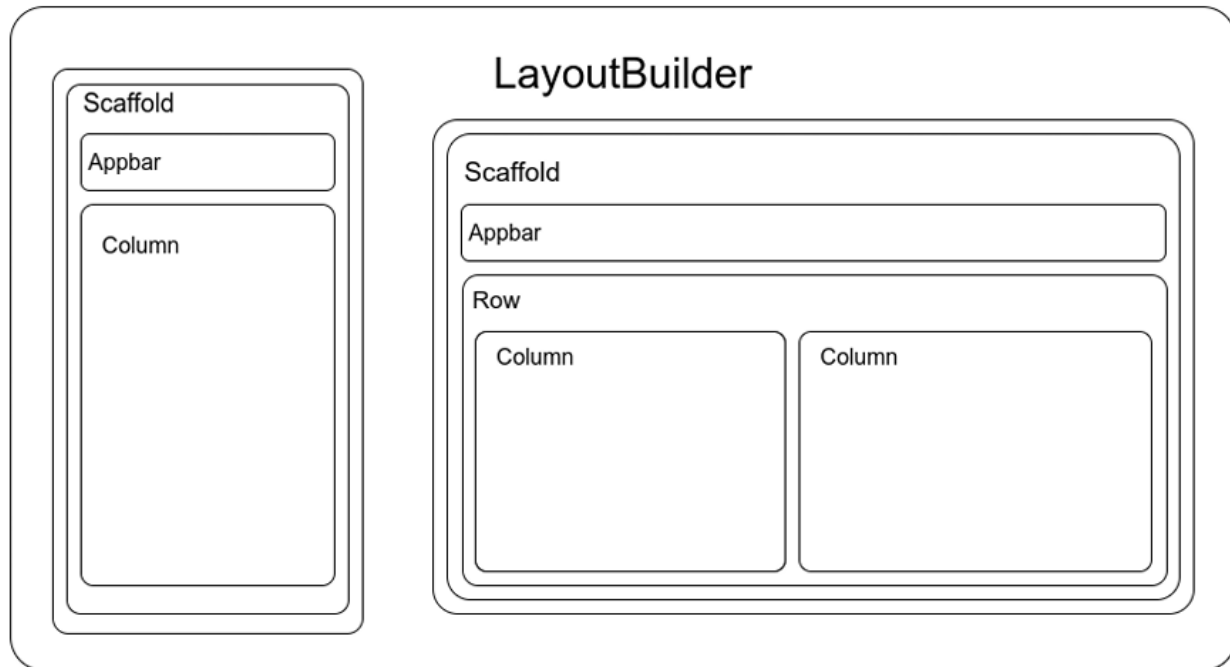 LayoutBuilder
Scaffold
Appbar
Column
Scaffold
Appbar
Row
Column
Column